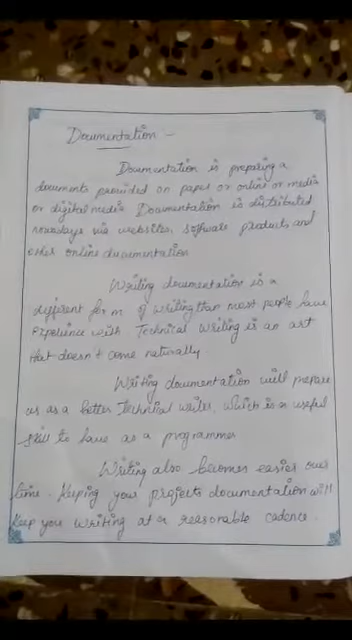 Documentation -
Documentation is preparing a
documents provided on paper or online or media
or digital media Documentation is distributed
nowdays via websites, software products and
other online documentation
Writing documentation is a
different form of writing than most people have
experience with Technical writing is an art
that doesn't come naturally
Writing documentation will prepare
us as a better technical writer, which is a useful
skill to have as a programmer
Writing also becomes easier over
time. Keeping your projects documentation will
keep you writing at a reasonable cadence.